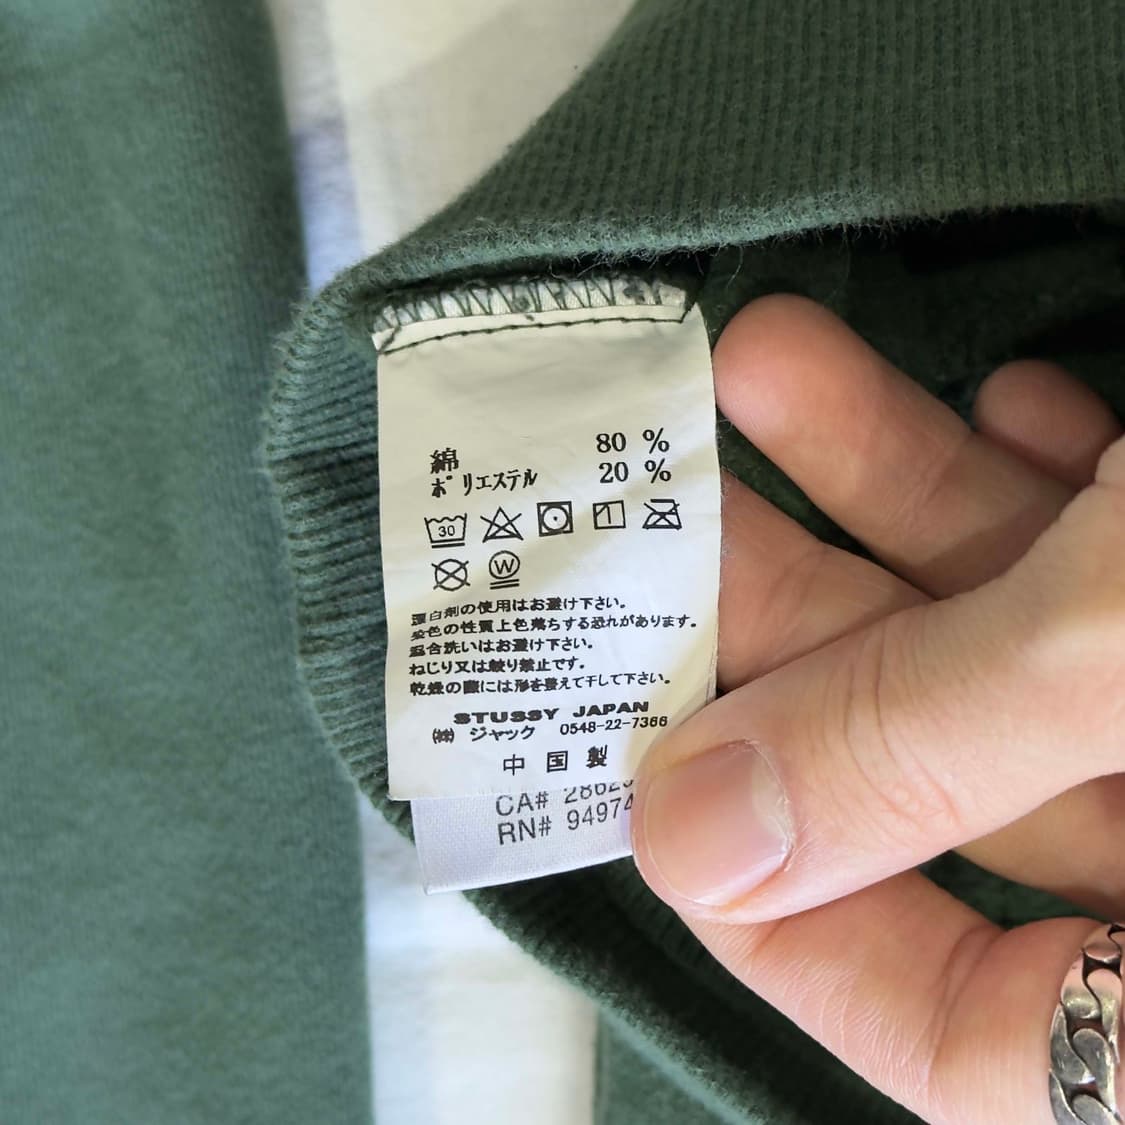 綿 80 %
ポリエステル 20 %
30
W
漂白剤の使用はお避け下さい。
染色の性質上色落ちする恐れがあります。
混合洗いはお避け下さい。
ねじり又は絞り禁止です。
乾燥の際には形を整えて干して下さい。
STUSSY JAPAN
㈱ ジャック 0548-22-7366
中国製
CA#
RN# 94974